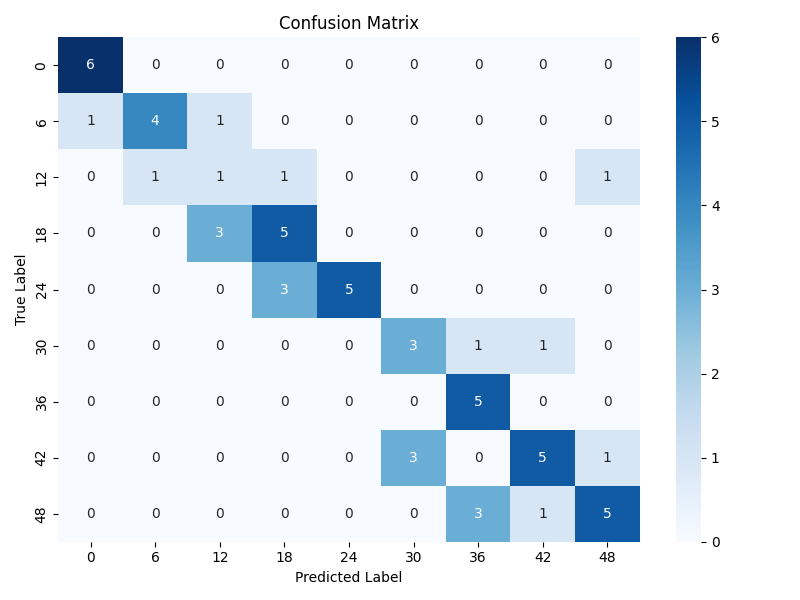 Confusion Matrix
True Label
0 6 0 0 0 0 0 0 0 0
6 1 4 1 0 0 0 0 0 0
12 0 1 1 1 0 0 0 0 1
18 0 0 3 5 0 0 0 0 0
24 0 0 0 3 5 0 0 0 0
30 0 0 0 0 0 3 1 1 0
36 0 0 0 0 0 0 5 0 0
42 0 0 0 0 0 3 0 5 1
48 0 0 0 0 0 0 3 1 5
0 6 12 18 24 30 36 42 48
Predicted Label
6
5
4
3
2
1
0